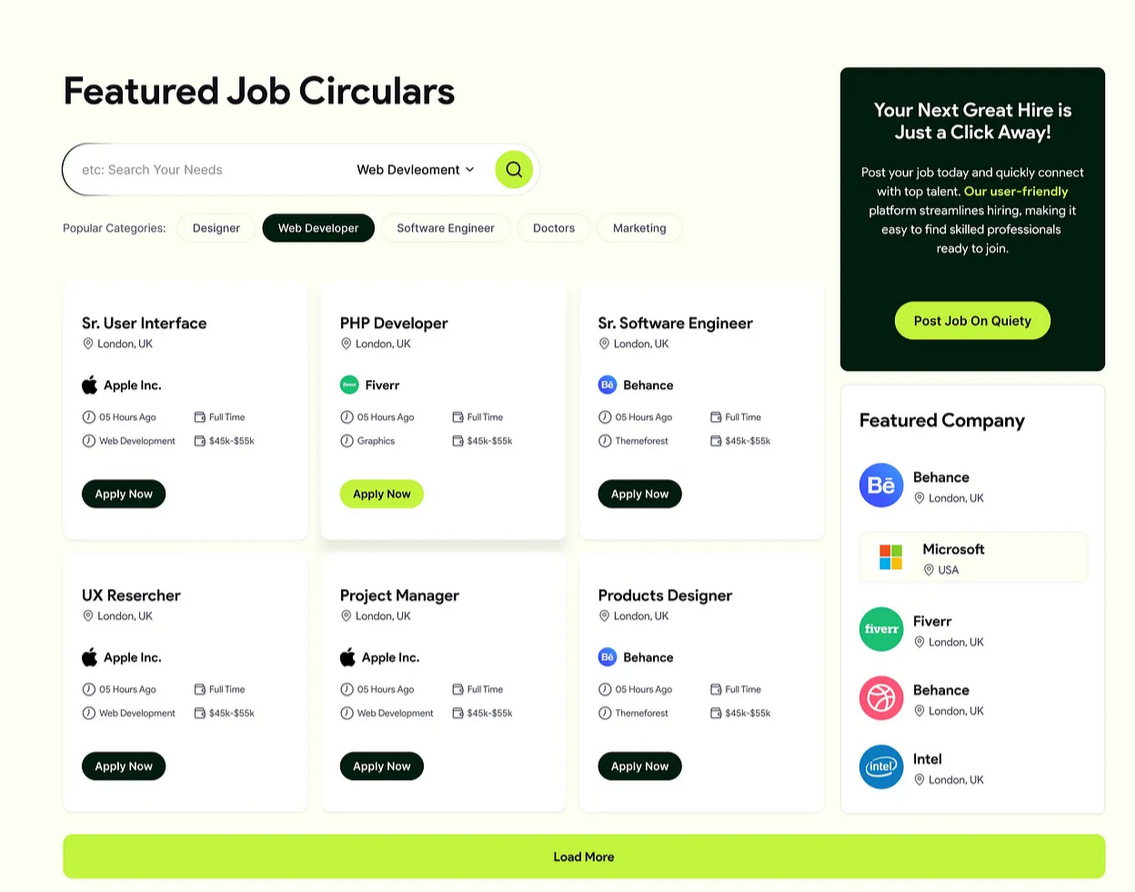 Featured Job Circulars
etc: Search Your Needs
Web Devleoment
Popular Categories:
Designer
Web Developer
Software Engineer
Doctors
Marketing
Sr. User Interface
London, UK
Apple Inc.
05 Hours Ago
Full Time
Web Development
$45k-$55k
Apply Now
PHP Developer
London, UK
fiverr
Fiverr
05 Hours Ago
Full Time
Graphics
$45k-$55k
Apply Now
Sr. Software Engineer
London, UK
Bē
Behance
05 Hours Ago
Full Time
Themeforest
$45k-$55k
Apply Now
UX Resercher
London, UK
Apple Inc.
05 Hours Ago
Full Time
Web Development
$45k-$55k
Apply Now
Project Manager
London, UK
Apple Inc.
05 Hours Ago
Full Time
Web Development
$45k-$55k
Apply Now
Products Designer
London, UK
Bē
Behance
05 Hours Ago
Full Time
Themeforest
$45k-$55k
Apply Now
Your Next Great Hire is
Just a Click Away!
Post your job today and quickly connect
with top talent. Our user-friendly
platform streamlines hiring, making it
easy to find skilled professionals
ready to join.
Post Job On Quiety
Featured Company
Bē
Behance
London, UK
Microsoft
USA
fiverr
Fiverr
London, UK
Behance
London, UK
intel
Intel
London, UK
Load More